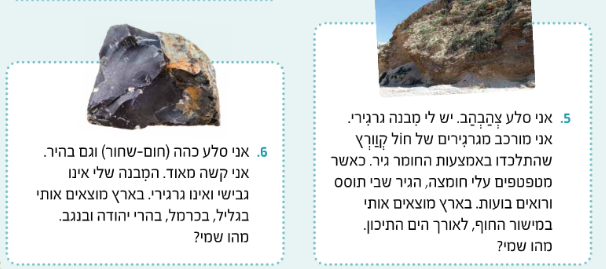 5. אני סלע צְהַבְהַב. יש לי מִבנה גרגירי.
אני מורכב מגרגירים של חוֹל קְוַורְץ
שהתלכדו באמצעות החומר גיר. כאשר
מטפטפים עלי חומצה, הגיר שבי תוסס
ורואים בועות. בארץ מוצאים אותי
במישור החוף, לאורך הים התיכון.
מהו שמי?
6. אני סלע כהה (חום-שחור) וגם בהיר.
אני קשה מאוד. המִבנה שלי אינו
גבישי ואינו גרגירי. בארץ מוצאים אותי
בגליל, בכרמל, בהרי יהודה ובנגב.
מהו שמי?